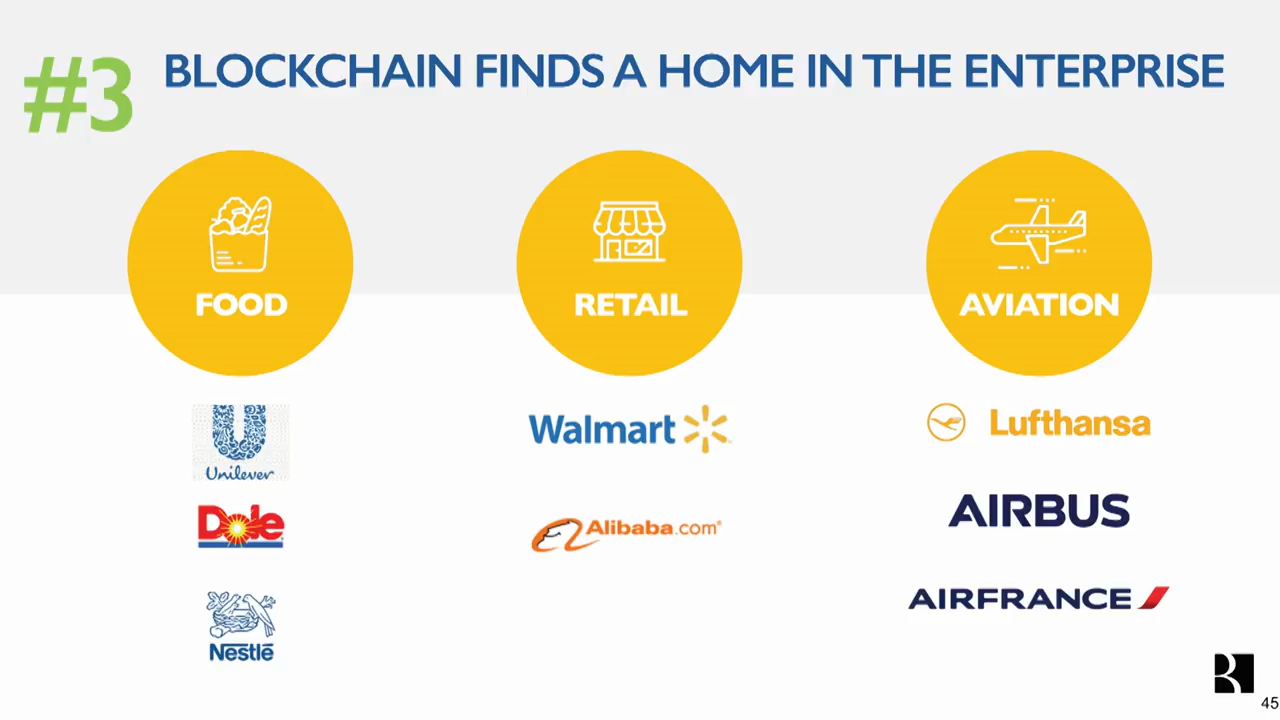 #3 BLOCKCHAIN FINDS A HOME IN THE ENTERPRISE
FOOD
RETAIL
AVIATION
Unilever
Dole
Nestlé
Walmart
Alibaba.com®
Lufthansa
AIRBUS
AIRFRANCE
45